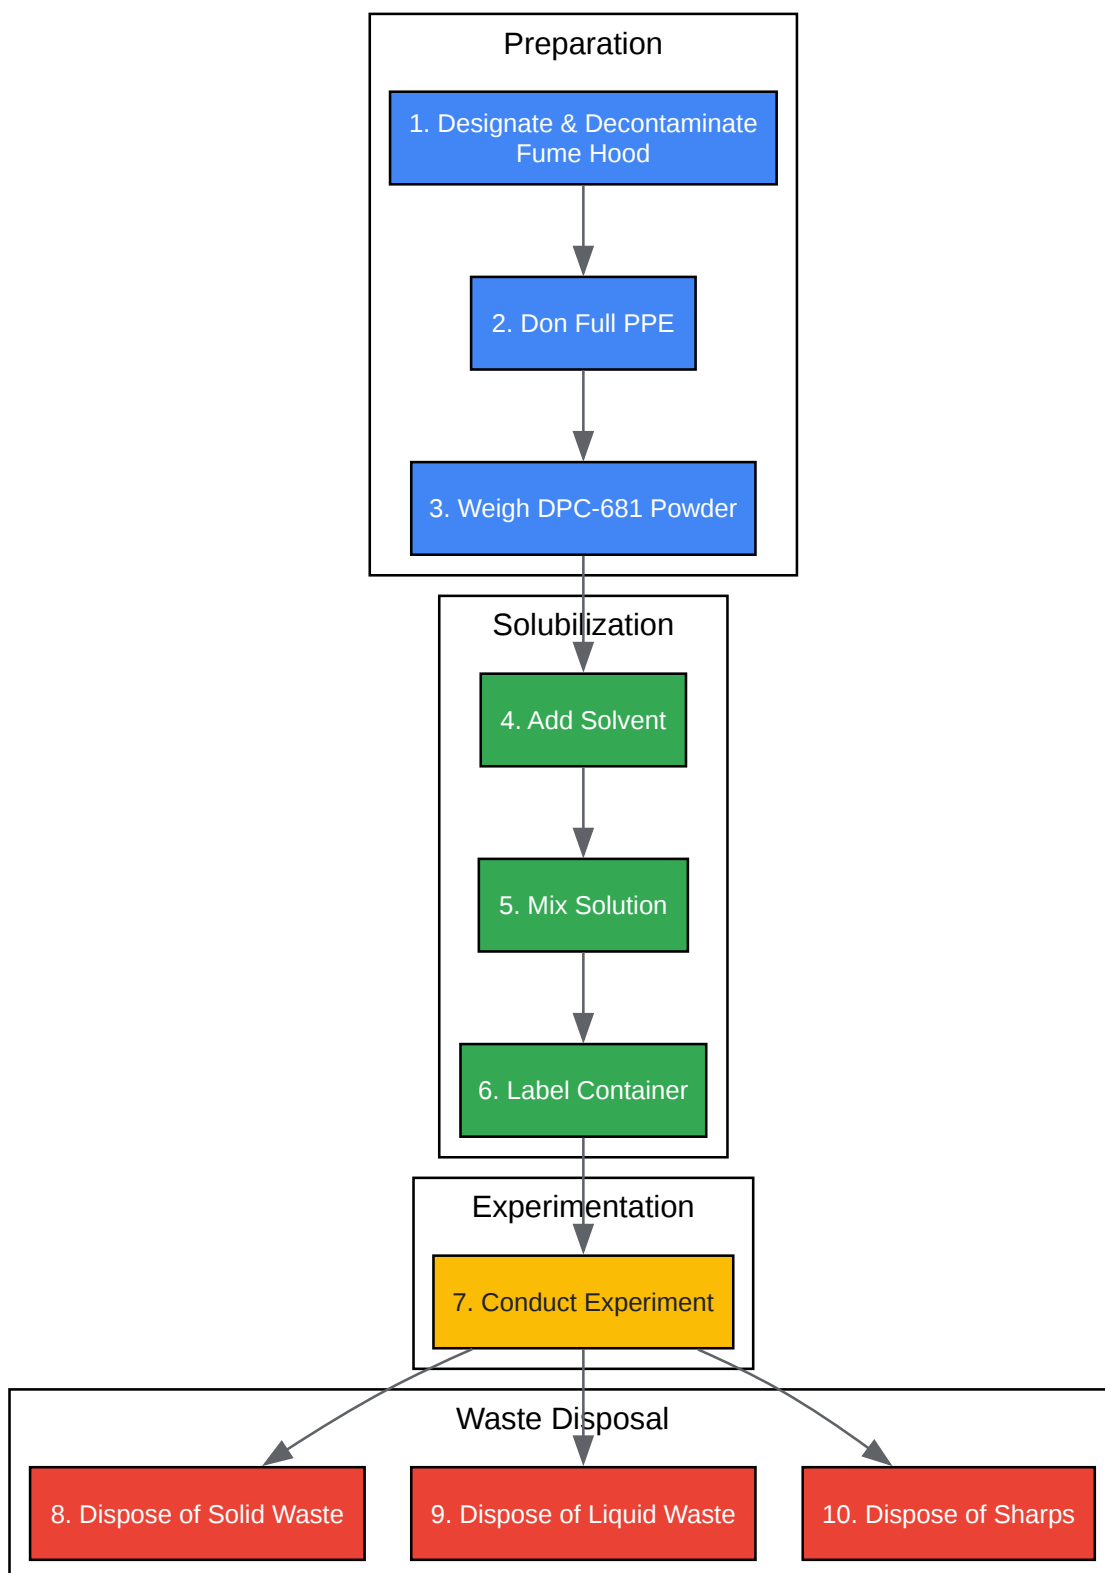 Preparation
1. Designate & Decontaminate
Fume Hood
2. Don Full PPE
3. Weigh DPC-681 Powder
Solubilization
4. Add Solvent
5. Mix Solution
6. Label Container
Experimentation
7. Conduct Experiment
Waste Disposal
8. Dispose of Solid Waste
9. Dispose of Liquid Waste
10. Dispose of Sharps